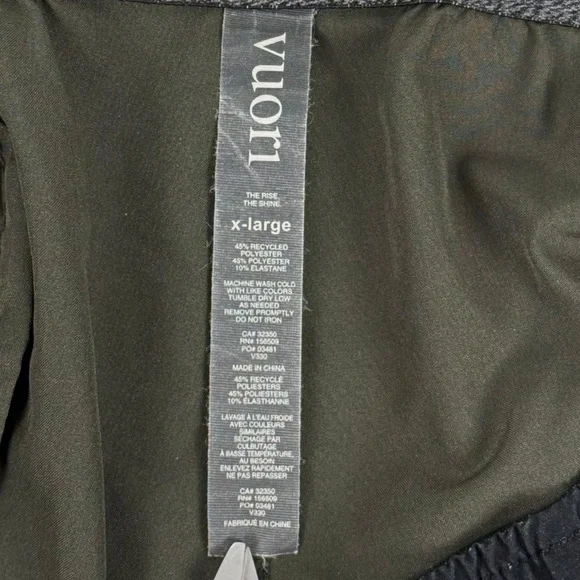 vuori
THE RISE.
THE SHINE.
x-large
45% RECYCLED
POLYESTER
45% POLYESTER
10% ELASTANE
MACHINE WASH COLD
WITH LIKE COLORS.
TUMBLE DRY LOW
AS NEEDED
REMOVE PROMPTLY
DO NOT IRON
CA# 32350
RN# 156509
PO# 03481
V330
MADE IN CHINA
45% RECYCLÉ
POLIESTERS
45% POLIESTERS
10% ÉLASTHANNE
LAVAGE À L'EAU FROIDE
AVEC COULEURS
SIMILAIRES
SÉCHAGE PAR
CULBUTAGE
À BASSE TEMPÉRATURE,
AU BESOIN
ENLEVEZ RAPIDEMENT
NE PAS REPASSER
CA# 32350
RN# 156509
PO# 03481
V330
FABRIQUÉ EN CHINE